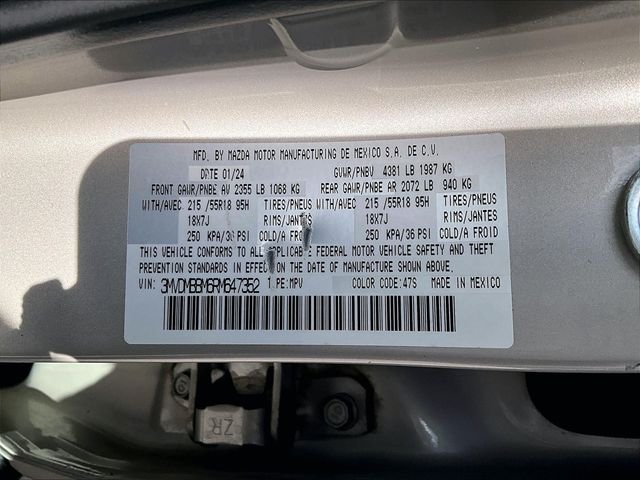 MFD. BY MAZDA MOTOR MANUFACTURING DE MEXICO S.A. DE C.V.
DATE 01/24 GVWR/PNBV 4381 LB 1987 KG
FRONT GAWR/PNBE AV 2355 LB 1068 KG REAR GAWR/PNBE AR 2072 LB 940 KG
WITH/AVEC 215 /55R18 95H TIRES/PNEUS WITH/AVEC 215 /55R18 95H TIRES/PNEUS
18X7J RIMS/JANTES 18X7J RIMS/JANTES
250 KPA/36 PSI COLD/A FROID 250 KPA/36 PSI COLD/A FROID
THIS VEHICLE CONFORMS TO ALL APPLICABLE FEDERAL MOTOR VEHICLE SAFETY AND THEFT
PREVENTION STANDARDS IN EFFECT ON THE DATE OF MANUFACTURE SHOWN ABOVE.
VIN: 3MVDMBBM6RM647352 PE:MPV COLOR CODE:47S MADE IN MEXICO
ZR